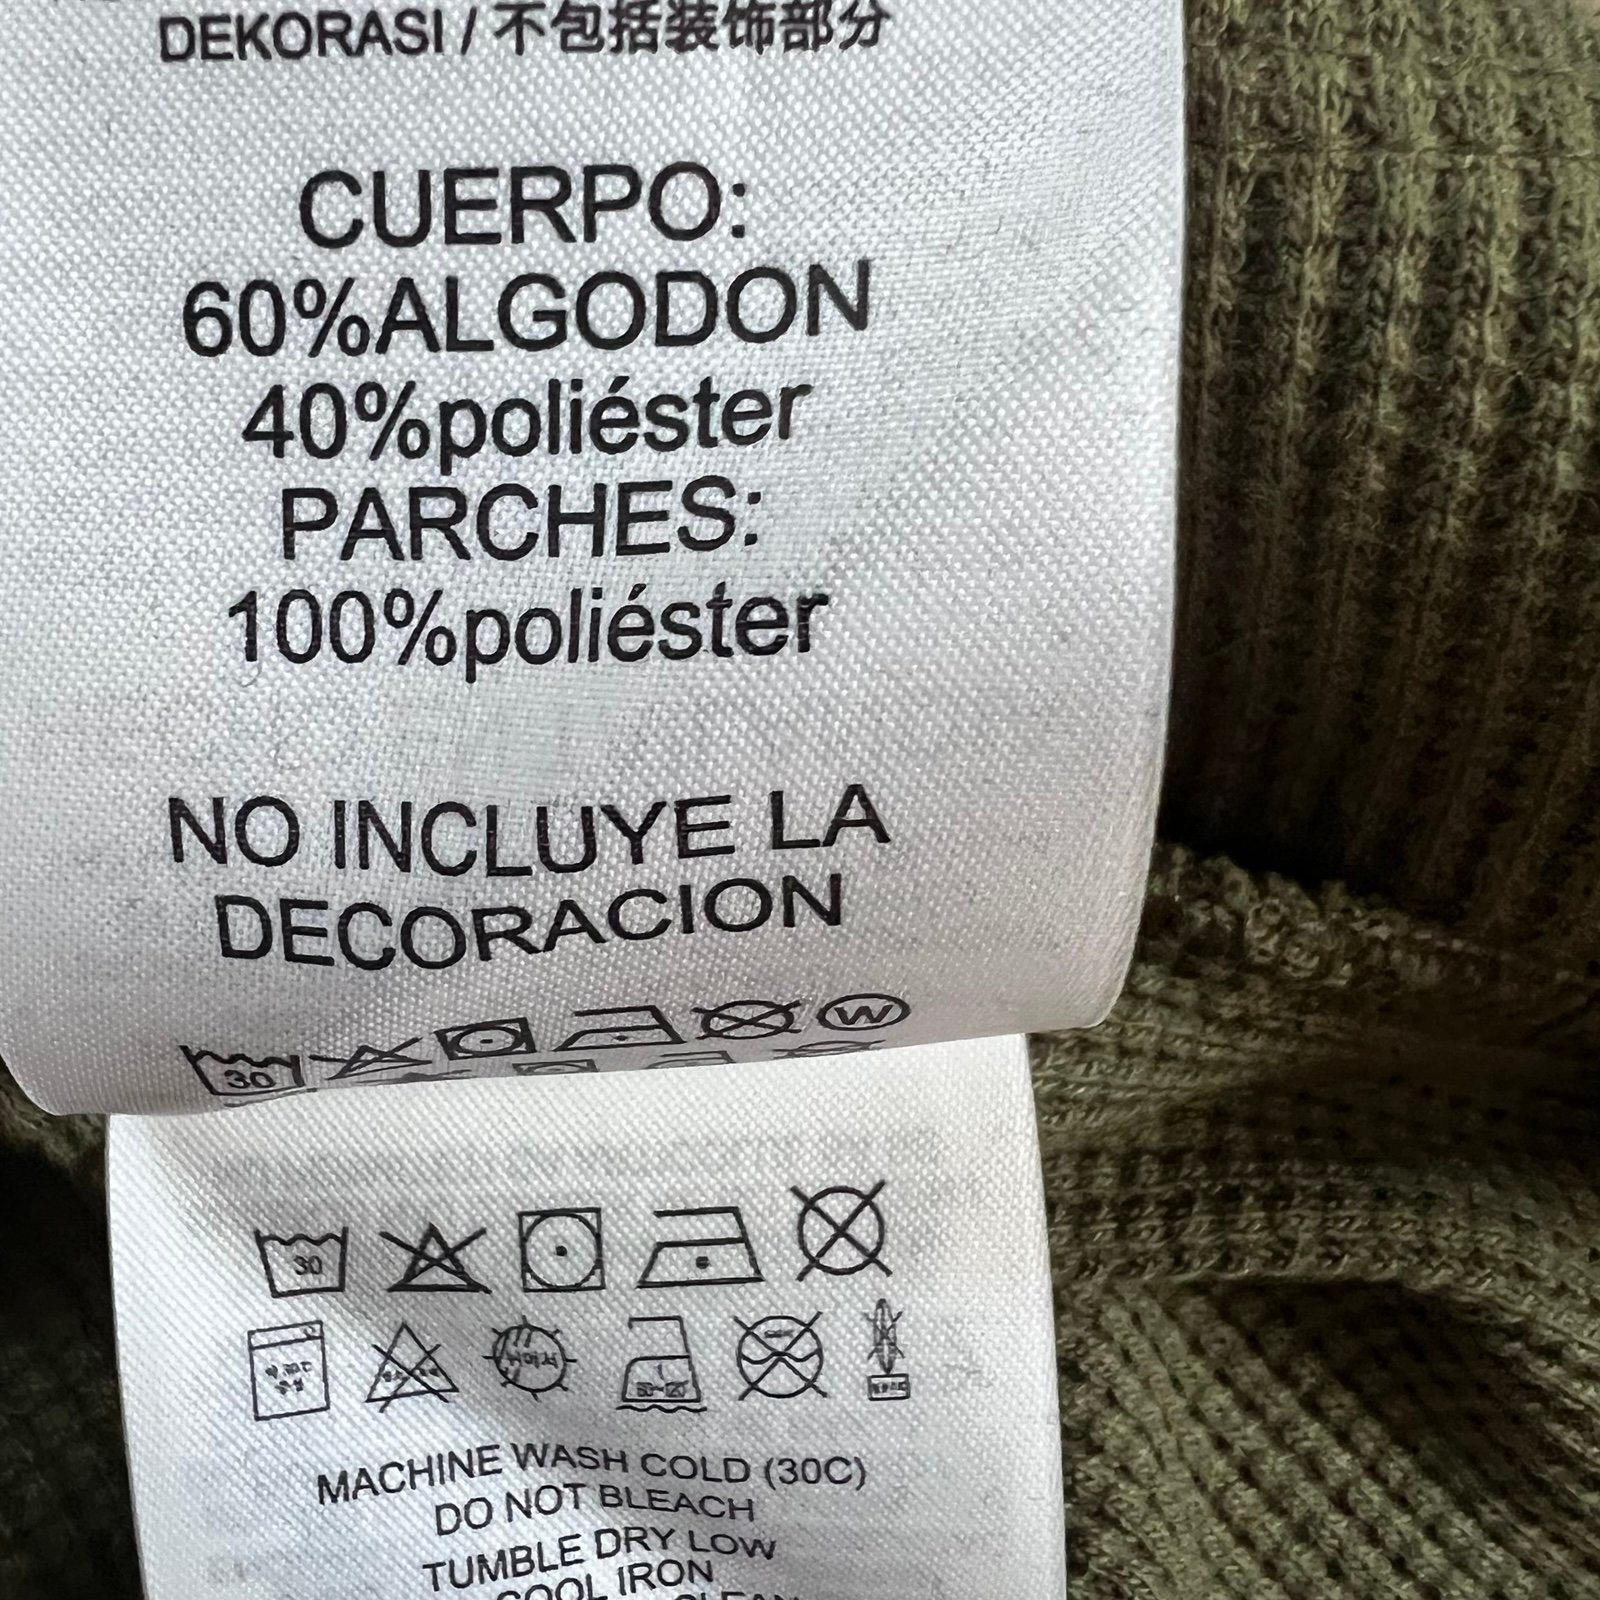 DEKORASI / 不包括装饰部分
CUERPO:
60%ALGODON
40%poliéster
PARCHES:
100%poliéster
NO INCLUYE LA
DECORACION
30 W
30
MACHINE WASH COLD (30C)
DO NOT BLEACH
TUMBLE DRY LOW
COOL IRON
CLEAN